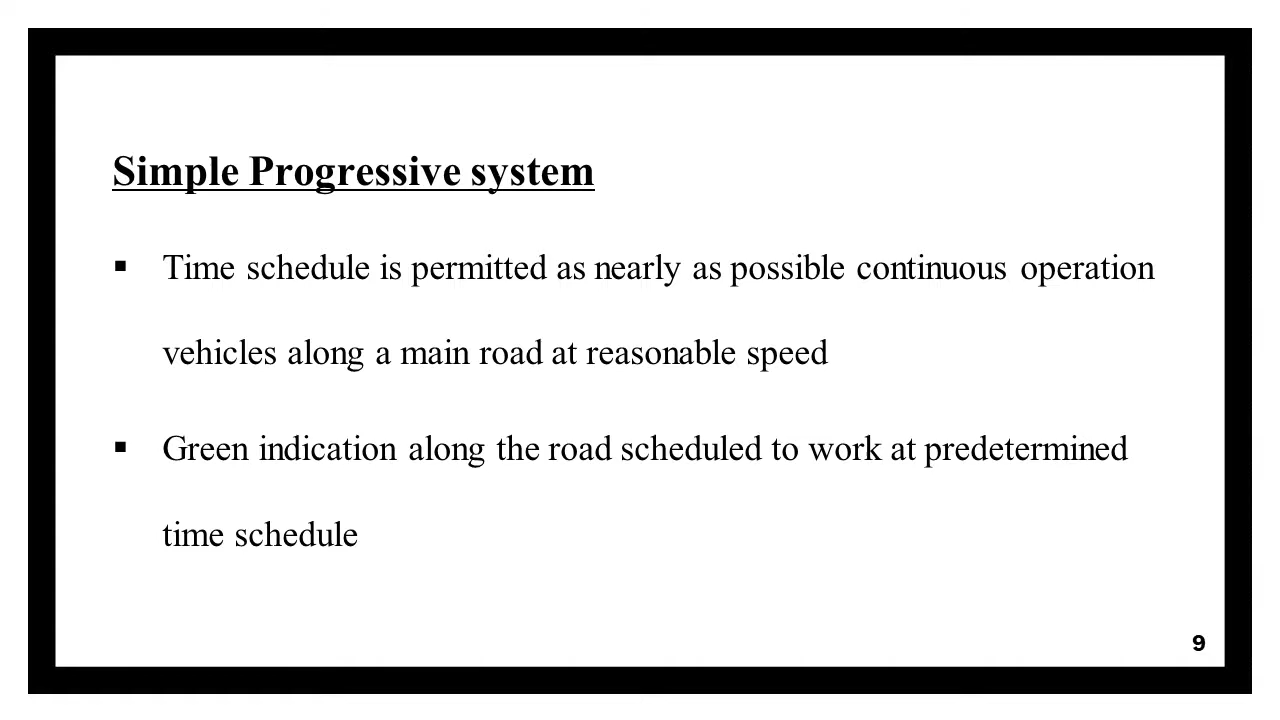 Simple Progressive system
▪ Time schedule is permitted as nearly as possible continuous operation
vehicles along a main road at reasonable speed
▪ Green indication along the road scheduled to work at predetermined
time schedule
9